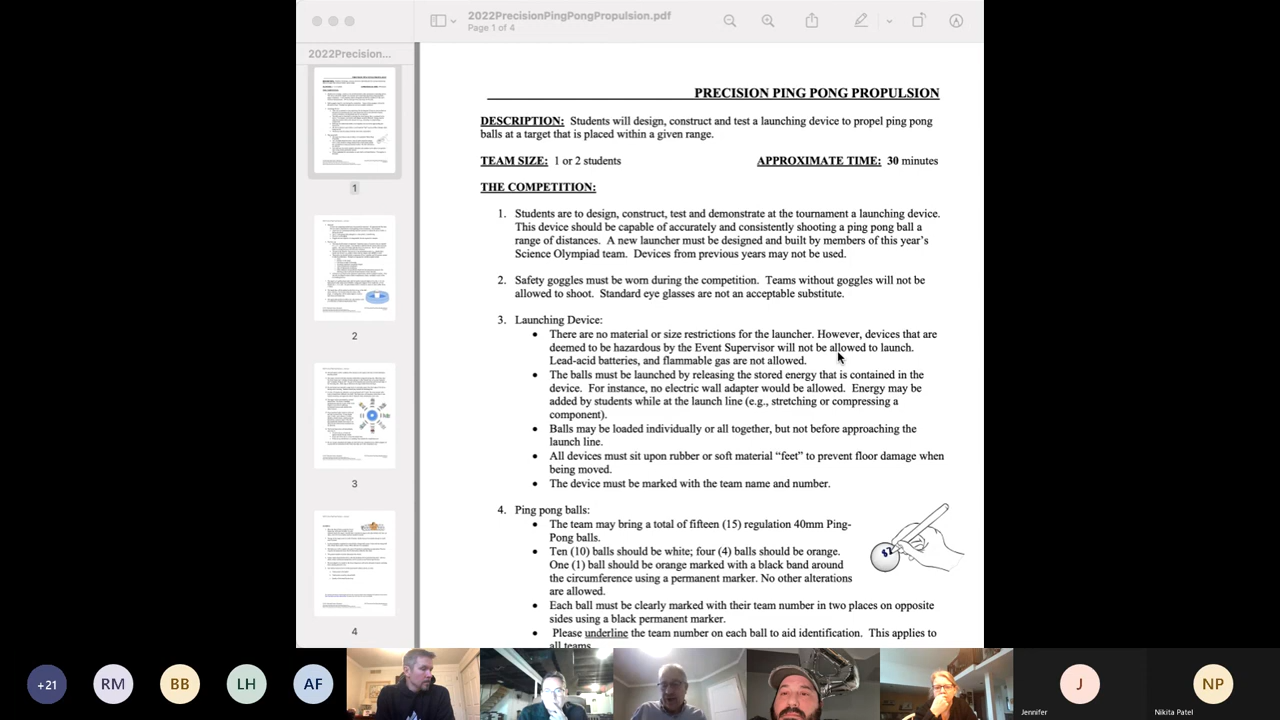 2022PrecisionPingPongPropulsion.pdf
Page 1 of 4
2022Precision...
1
2
3
4
PRECISION PING PONG PROPULSION
DESCRIPTION: Students will design, construct and test a launching device to propel ping pong
balls at a target that is placed within a given range.
TEAM SIZE: 1 or 2 students APPROXIMATE TIME: 30 minutes
THE COMPETITION:
1. Students are to design, construct, test and demonstrate at the tournament a launching device.
This device should be capable of accurately and consistently moving a ping pong ball a
range of distances. A new launcher must be designed and built by members of this year's
Science Olympiad team. Devices from previous years may not be used.
2. Safety goggles must be worn during the competition. Teams without goggles will not be
allowed to shoot. Standard eye glasses are not an acceptable substitute.
3. Launching Device:
• There are no material or size restrictions for the launcher. However, devices that are
deemed to be hazardous by the Event Supervisor will not be allowed to launch.
Lead-acid batteries, and flammable gas are not allowed.
• The balls must be launched by releasing the stored energy that is contained in the
device. For instance, no electric wall adapters are allowed. Energy may be
added by students while at the launch line (e.g., stretching or compressing a
component).
• Balls may be loaded individually or all together, but not before approaching the
launch line.
• All devices must sit upon rubber or soft material “feet” to prevent floor damage when
being moved.
• The device must be marked with the team name and number.
4. Ping pong balls:
• The team may bring a total of fifteen (15) regulation 40mm Ping-
Pong balls.
• Ten (10) balls should be white; four (4) balls should be orange.
One (1) ball should be orange marked with a black band around
the circumference using a permanent marker. No other alterations
are allowed.
• Each ball must be clearly marked with their team number in two places on opposite
sides using a black permanent marker.
• Please underline the team number on each ball to aid identification. This applies to
all teams.
+21
RM
BB
LH
AF
J
Jennifer
NP
Nikita Patel